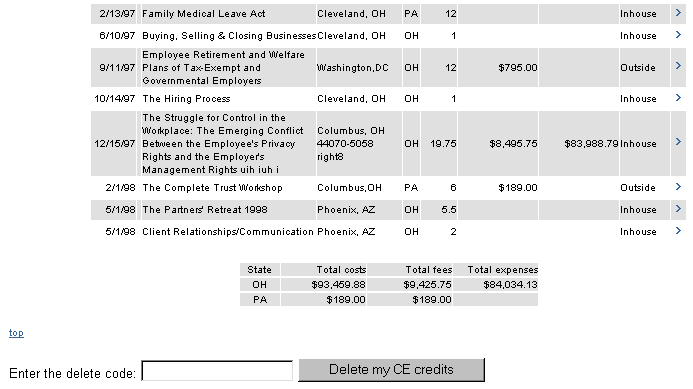 2/13/97 Family Medical Leave Act Cleveland, OH PA 12 Inhouse >
6/10/97 Buying, Selling & Closing Businesses Cleveland, OH OH 1 Inhouse >
Employee Retirement and Welfare
9/11/97 Plans of Tax-Exempt and Washington,DC OH 12 $795.00 Outside >
Governmental Employers
10/14/97 The Hiring Process Cleveland, OH OH 1 Inhouse >
The Struggle for Control in the
Workplace: The Emerging Conflict Columbus, OH
12/15/97 Between the Employee's Privacy 44070-5058 OH 19.75 $8,495.75 $83,988.79 Inhouse >
Rights and the Employer's right8
Management Rights uih iuh i
2/1/98 The Complete Trust Workshop Columbus,OH PA 6 $189.00 Outside >
5/1/98 The Partners' Retreat 1998 Phoenix, AZ OH 5.5 Inhouse >
5/1/98 Client Relationships/Communication Phoenix, AZ OH 2 Inhouse >
State Total costs Total fees Total expenses
OH $93,459.88 $9,425.75 $84,034.13
PA $189.00 $189.00
top
Enter the delete code: Delete my CE credits